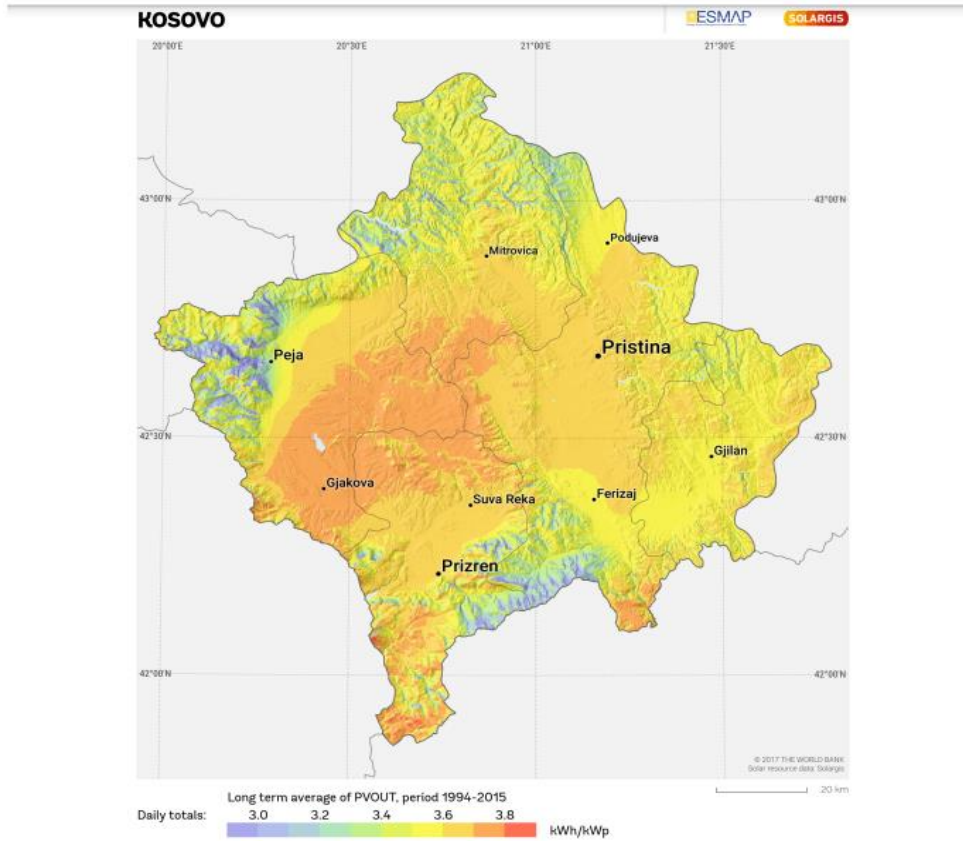 KOSOVO
ESMAP
SOLARGIS
20°00'E 20°30'E 21°00'E 21°30'E
43°00'N 43°00'N
Podujeva
Mitrovica
Pristina
Peja
42°30'N 42°30'N
Gjilan
Gjakova
Suva Reka
Ferizaj
Prizren
42°00'N 42°00'N
© 2017 THE WORLD BANK
Solar resource data: Solargis
20 km
Long term average of PVOUT, period 1994-2015
Daily totals: 3.0 3.2 3.4 3.6 3.8 kWh/kWp